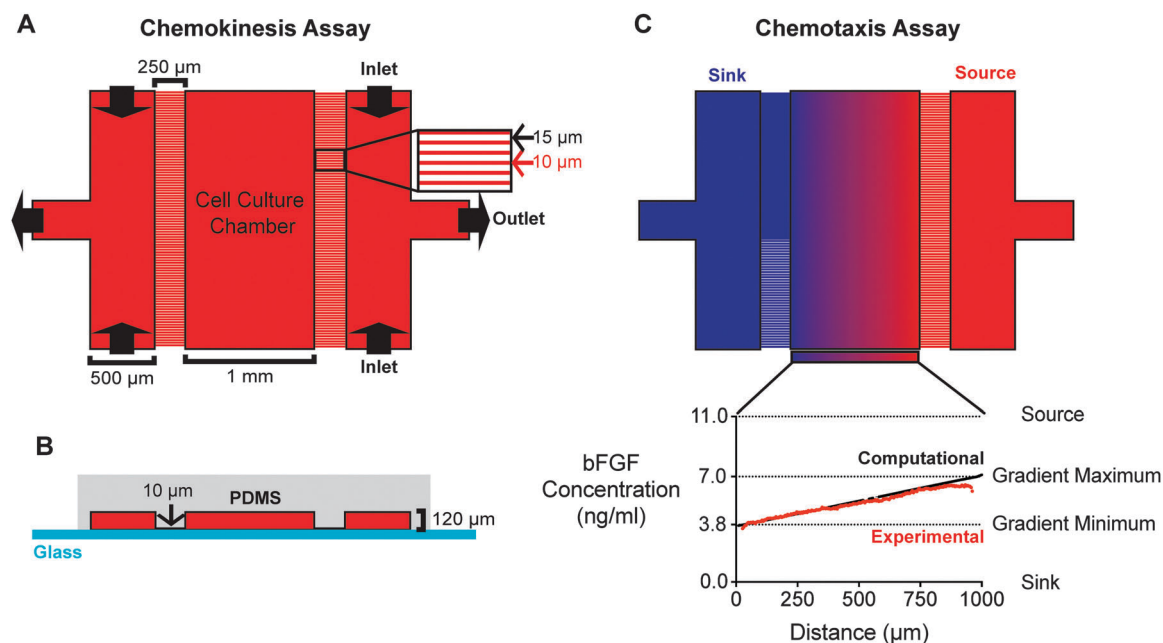 A
Chemokinesis Assay
250 µm
Inlet
15 µm
10 µm
Cell Culture
Chamber
Outlet
500 µm
1 mm
Inlet
B
10 µm
PDMS
120 µm
Glass
C
Chemotaxis Assay
Sink
Source
11.0
Source
Computational
bFGF
Concentration
(ng/ml)
7.0
Gradient Maximum
3.8
Gradient Minimum
Experimental
0.0
Sink
0 250 500 750 1000
Distance (µm)